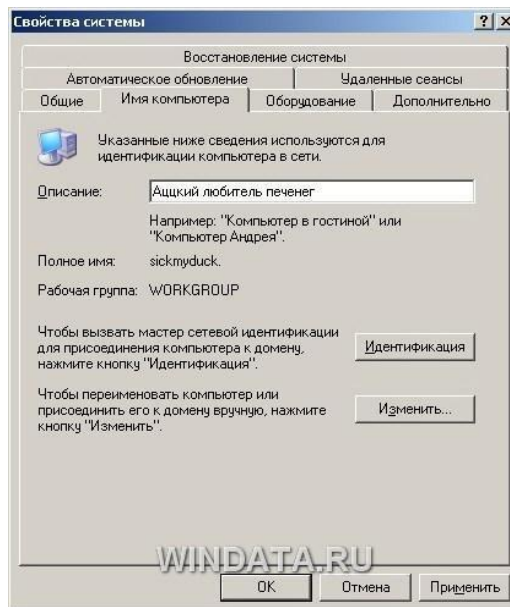 Свойства системы
Восстановление системы
Автоматическое обновление
Удаленные сеансы
Общие
Имя компьютера
Оборудование
Дополнительно
Указанные ниже сведения используются для
идентификации компьютера в сети.
Описание:
Аццкий любитель печенег
Например: "Компьютер в гостиной" или
"Компьютер Андрея".
Полное имя:
sickmyduck.
Рабочая группа:
WORKGROUP
Чтобы вызвать мастер сетевой идентификации
для присоединения компьютера к домену,
нажмите кнопку "Идентификация".
Идентификация
Чтобы переименовать компьютер или
присоединить его к домену вручную, нажмите
кнопку "Изменить".
Изменить...
WINDATA.RU
OK
Отмена
Применить